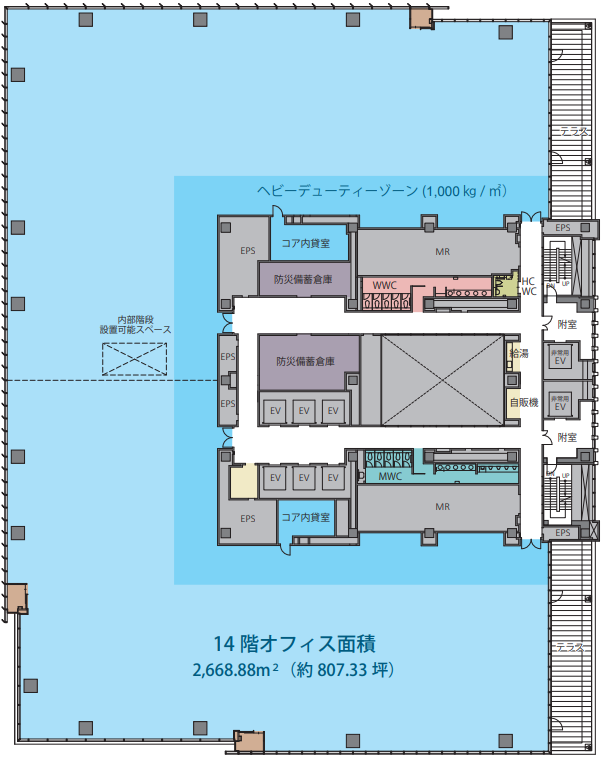 テラス
ヘビーデューティーゾーン (1,000 kg / ㎡)
EPS
コア内貸室
MR
EPS
防災備蓄倉庫
WWC
HC
WC
DN
UP
内部階段
設置可能スペース
附室
EPS
防災備蓄倉庫
給湯
非常用
EV
EPS
EV
EV
EV
自販機
非常用
EV
附室
EV
EV
EV
MWC
DN
UP
EPS
コア内貸室
MR
EPS
14 階オフィス面積
2,668.88m²（約 807.33 坪）
テラス